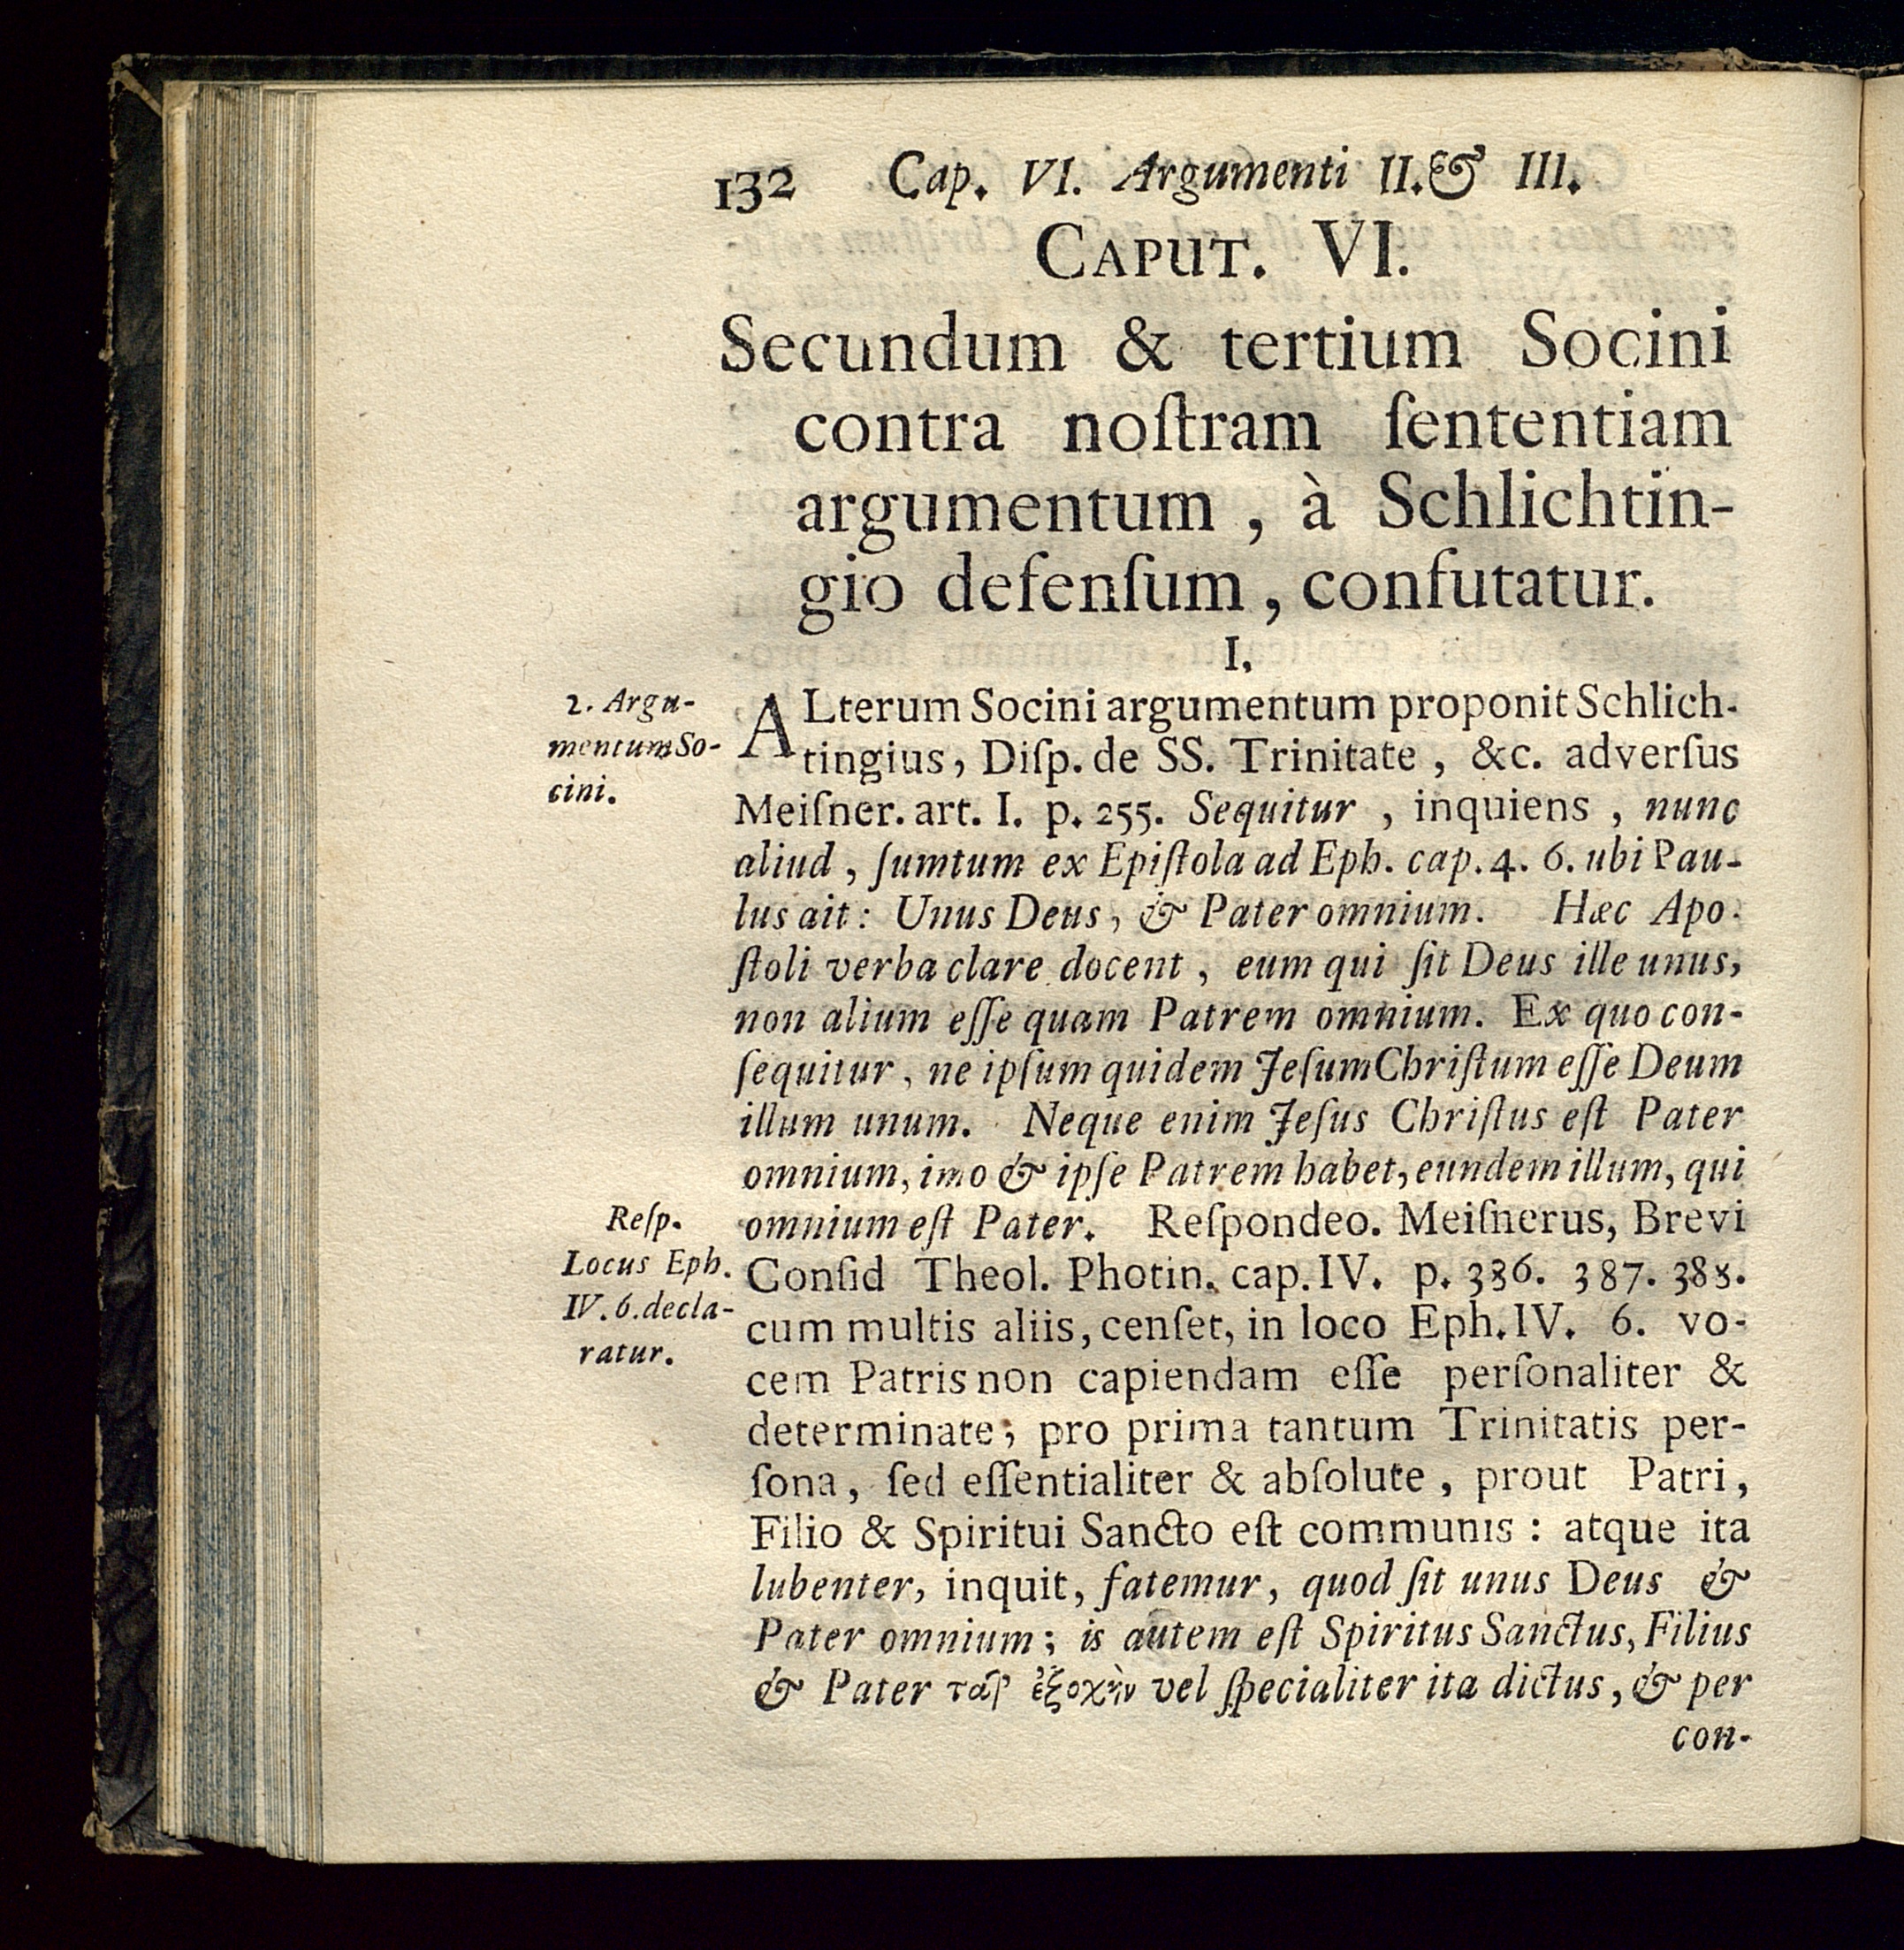 132 Cap. VI. Argumenti II.& III.
CAPUT. VI.
Secundum & tertium Socini
contra noſtram ſententiam
argumentum, à Schlichtin-
gio defenſum, confutatur.
I.
2. Argu-
mentum So-
cini.
ALterum Socini argumentum proponit Schlich-
tingius, Diſp. de SS. Trinitate, &c. adverſus
Meiſner. art. I. p. 255. Sequitur, inquiens, nunc
aliud, ſumtum ex Epiſtola ad Eph. cap. 4. 6. ubi Pau-
lus ait: Unus Deus, & Pater omnium. Hæc Apo-
ſtoli verba clare docent, eum qui ſit Deus ille unus,
non alium eſſe quam Patrem omnium. Ex quo con-
ſequitur, ne ipſum quidem Jeſum Chriſtum eſſe Deum
illum unum. Neque enim Jeſus Chriſtus eſt Pater
omnium, imo & ipſe Patrem habet, eundem illum, qui
omnium eſt Pater. Reſpondeo. Meiſnerus, Brevi
Reſp.
Locus Eph.
IV. 6. decla-
ratur.
Conſid Theol. Photin. cap. IV. p. 386. 387. 388.
cum multis aliis, cenſet, in loco Eph. IV. 6. vo-
cem Patris non capiendam eſſe perſonaliter &
determinate; pro prima tantum Trinitatis per-
ſona, ſed eſſentialiter & abſolute, prout Patri,
Filio & Spiritui Sancto eſt communis: atque ita
lubenter, inquit, fatemur, quod ſit unus Deus &
Pater omnium; is autem eſt Spiritus Sanctus, Filius
& Pater ἐξοχὴν vel ſpecialiter ita dictus, & per
con-